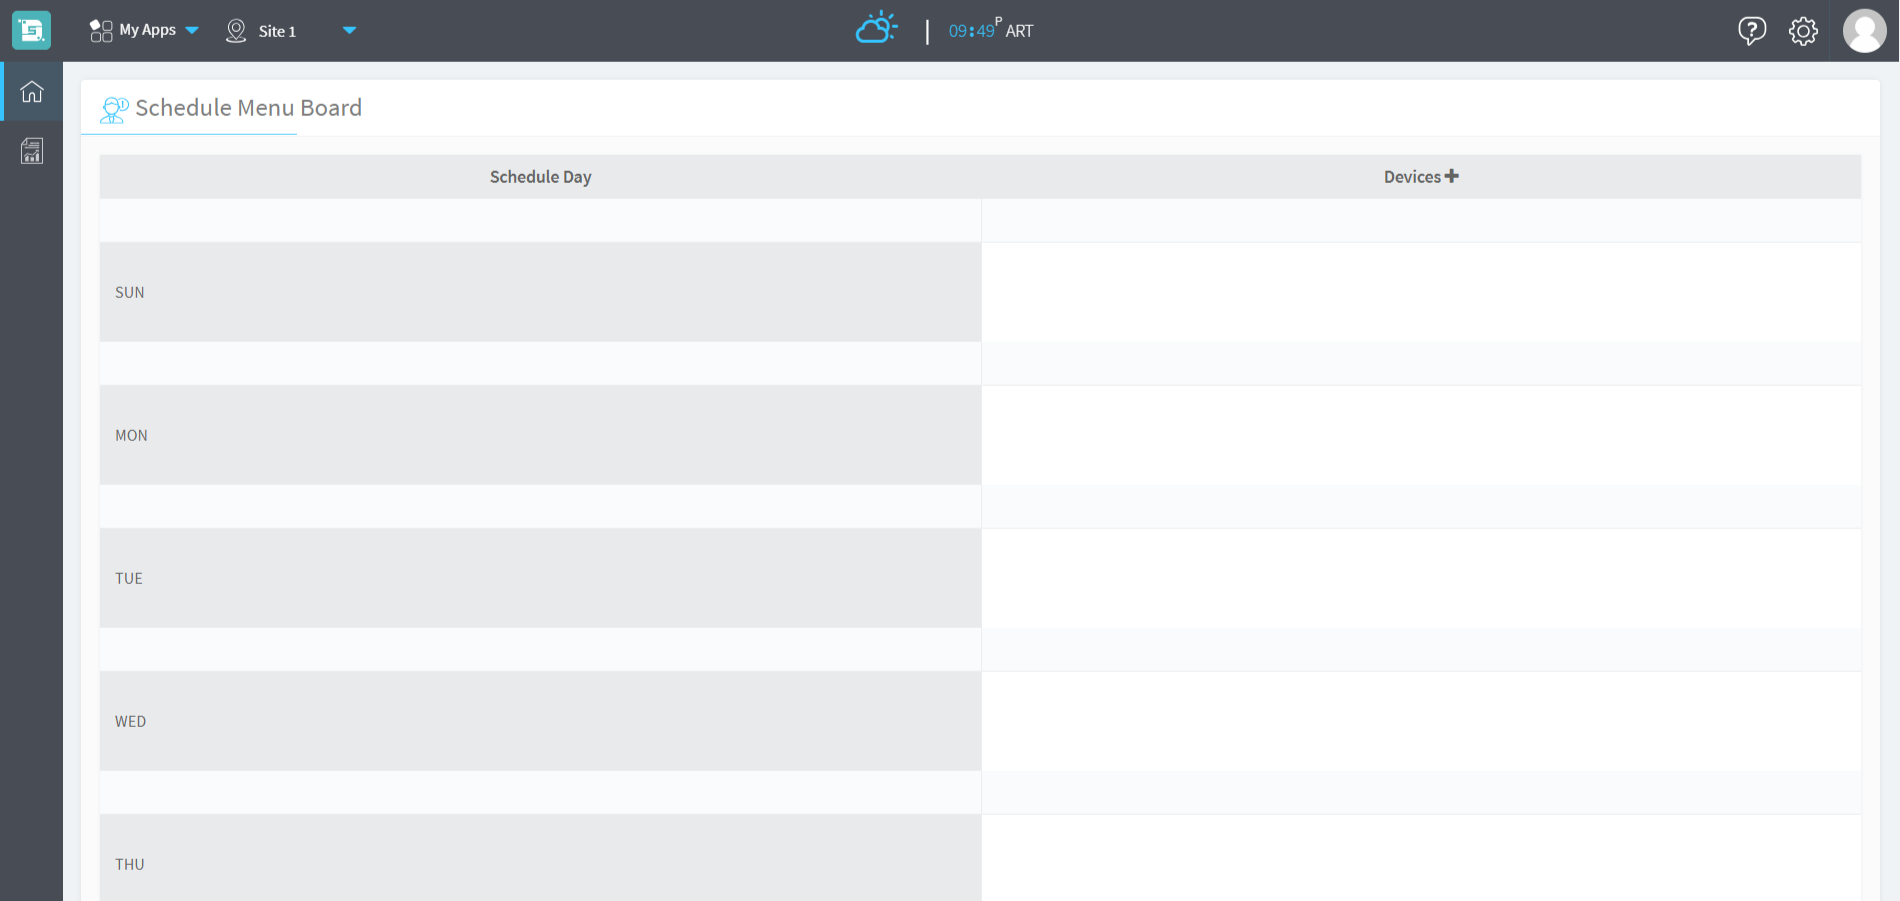 My Apps
Site 1
09:49 P ART
Schedule Menu Board
Schedule Day
Devices
SUN
MON
TUE
WED
THU